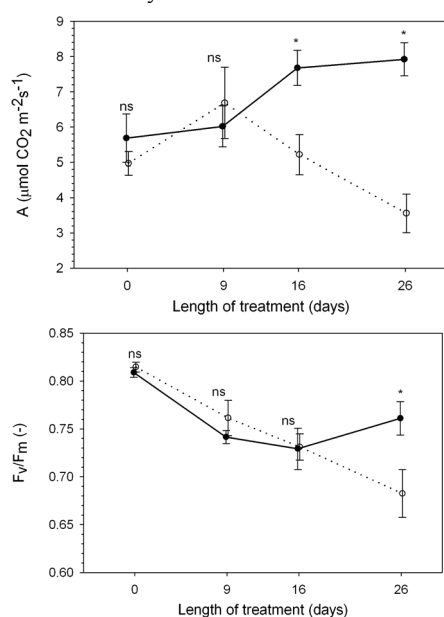 9
8
7
6
5
4
3
2
A (µmol CO2 m-2s-1)
ns
ns
*
*
0 9 16 26
Length of treatment (days)
0.85
0.80
0.75
0.70
0.65
0.60
Fv/Fm (-)
ns
ns
ns
*
0 9 16 26
Length of treatment (days)